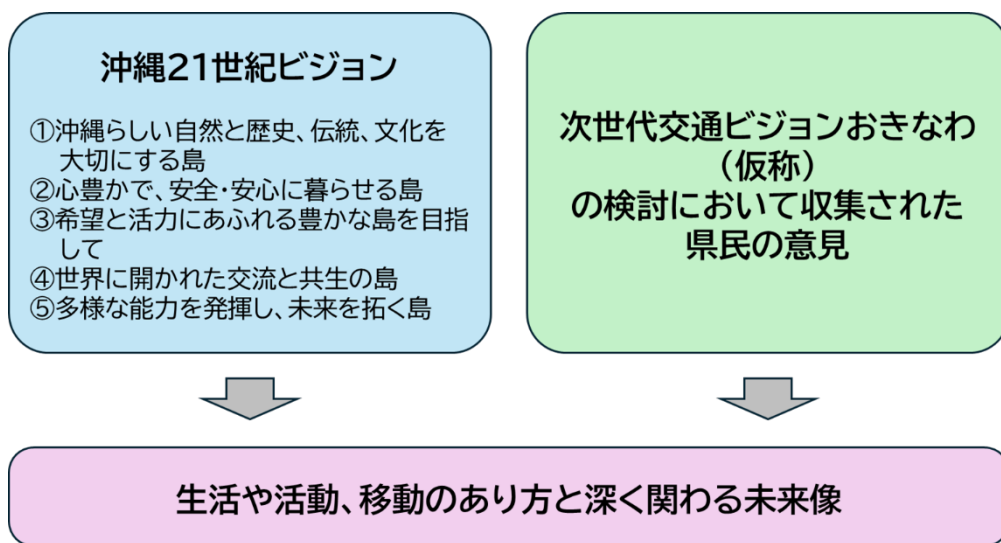 沖縄21世紀ビジョン
①沖縄らしい自然と歴史、伝統、文化を
大切にする島
②心豊かで、安全・安心に暮らせる島
③希望と活力にあふれる豊かな島を目指
して
④世界に開かれた交流と共生の島
⑤多様な能力を発揮し、未来を拓く島
次世代交通ビジョンおきなわ
（仮称）
の検討において収集された
県民の意見
生活や活動、移動のあり方と深く関わる未来像